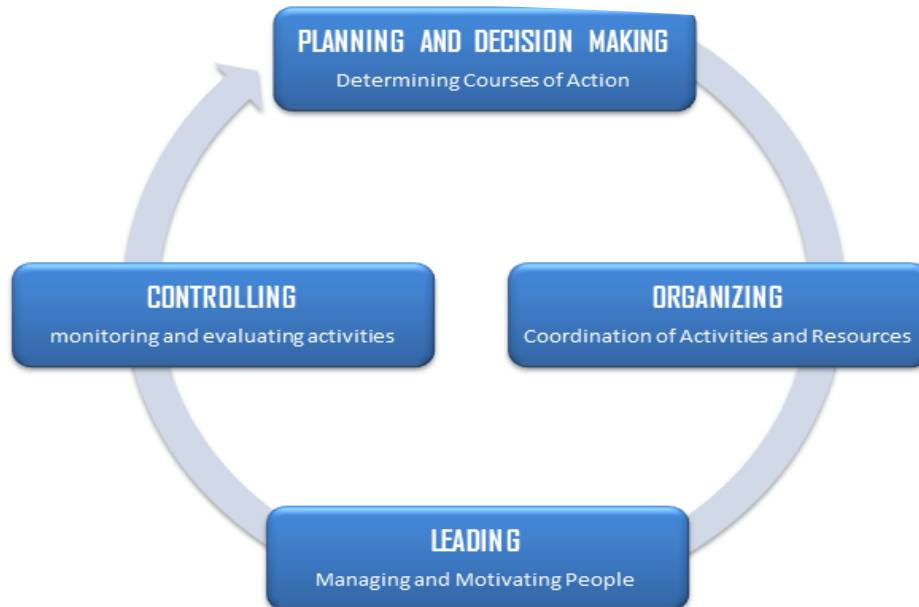 PLANNING AND DECISION MAKING
Determining Courses of Action
CONTROLLING
monitoring and evaluating activities
ORGANIZING
Coordination of Activities and Resources
LEADING
Managing and Motivating People